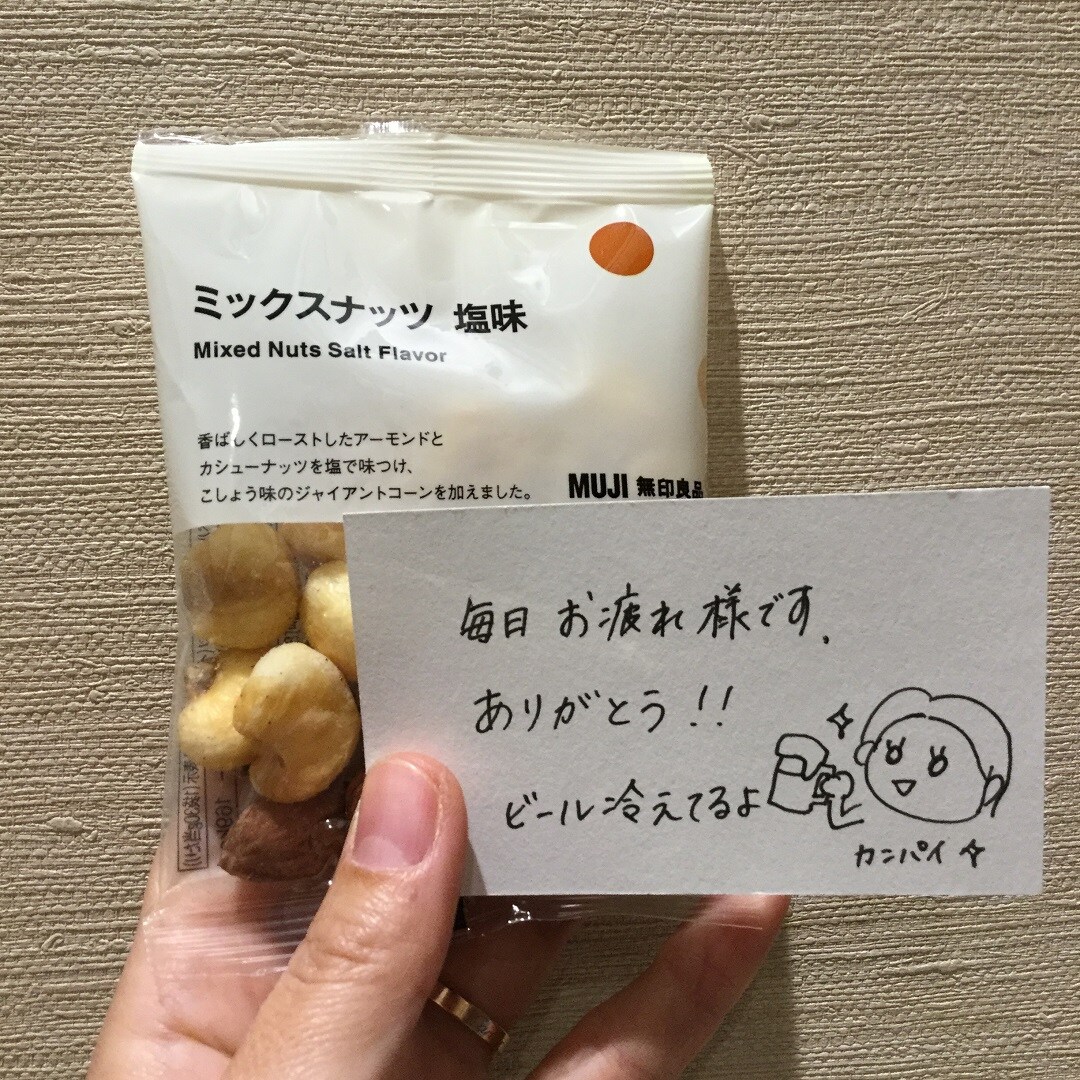 ミックスナッツ 塩味
Mixed Nuts Salt Flavor
香ばしくローストしたアーモンドと
カシューナッツを塩で味つけ、
こしょう味のジャイアントコーンを加えました。
MUJI 無印良品
毎日 お疲れ様です.
ありがとう!!
ビール冷えてるよ
カンパイ